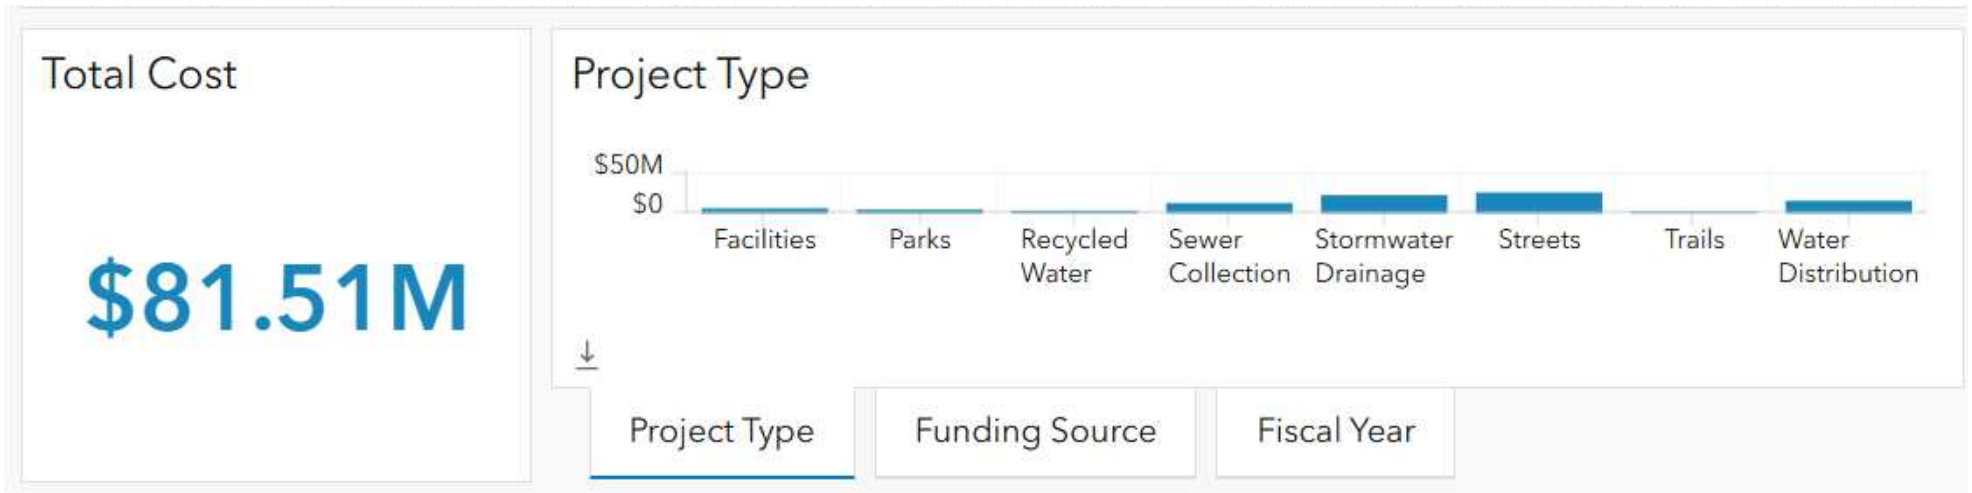 Total Cost
$81.51M
Project Type
$50M
$0
Facilities
Parks
Recycled
Water
Sewer
Collection
Stormwater
Drainage
Streets
Trails
Water
Distribution
Project Type
Funding Source
Fiscal Year